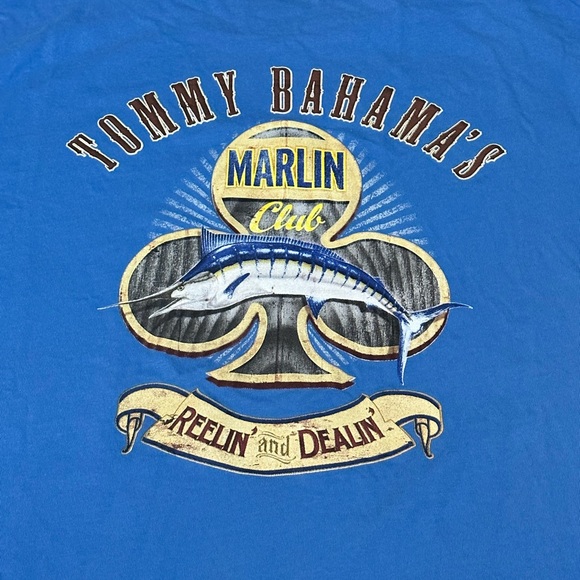 TOMMY BAHAMA'S
MARLIN
Club
REELIN' and DEALIN'